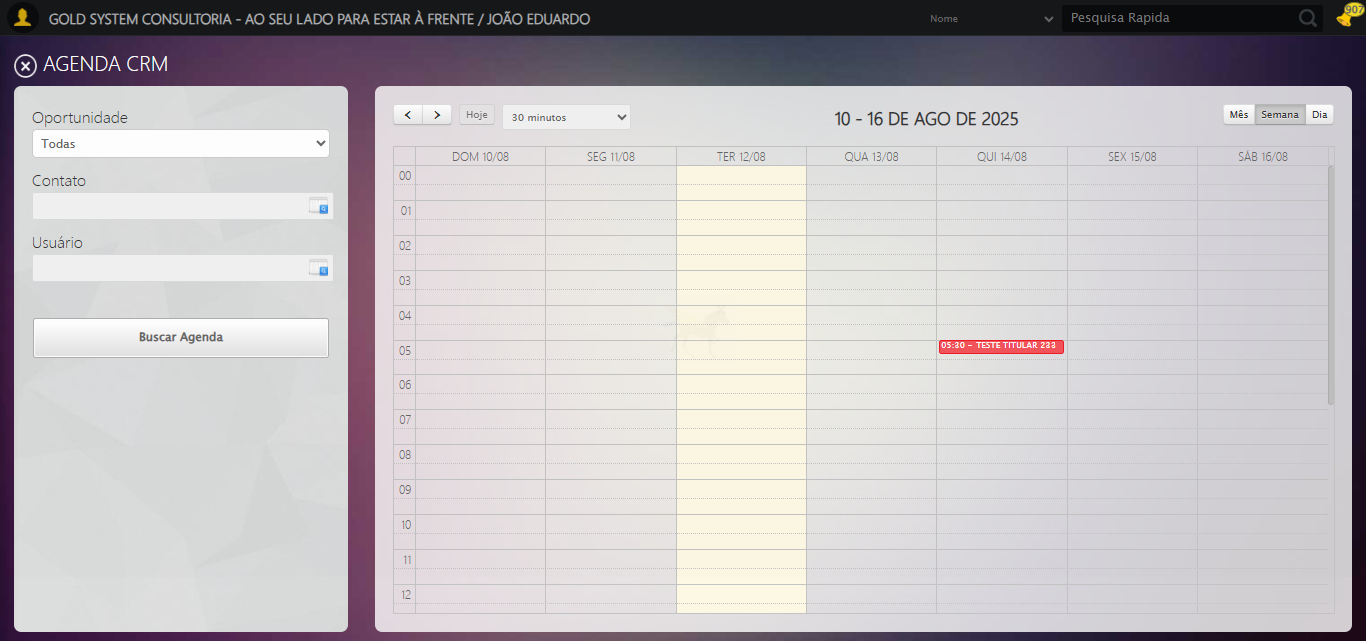 GOLD SYSTEM CONSULTORIA - AO SEU LADO PARA ESTAR À FRENTE / JOÃO EDUARDO
Nome
Pesquisa Rapida
907
AGENDA CRM
Oportunidade
Todas
Contato
Usuário
Buscar Agenda
Hoje
30 minutos
10 - 16 DE AGO DE 2025
Mês Semana Dia
DOM 10/08 SEG 11/08 TER 12/08 QUA 13/08 QUI 14/08 SEX 15/08 SÁB 16/08
00
01
02
03
04
05
05:30 - TESTE TITULAR 233
06
07
08
09
10
11
12